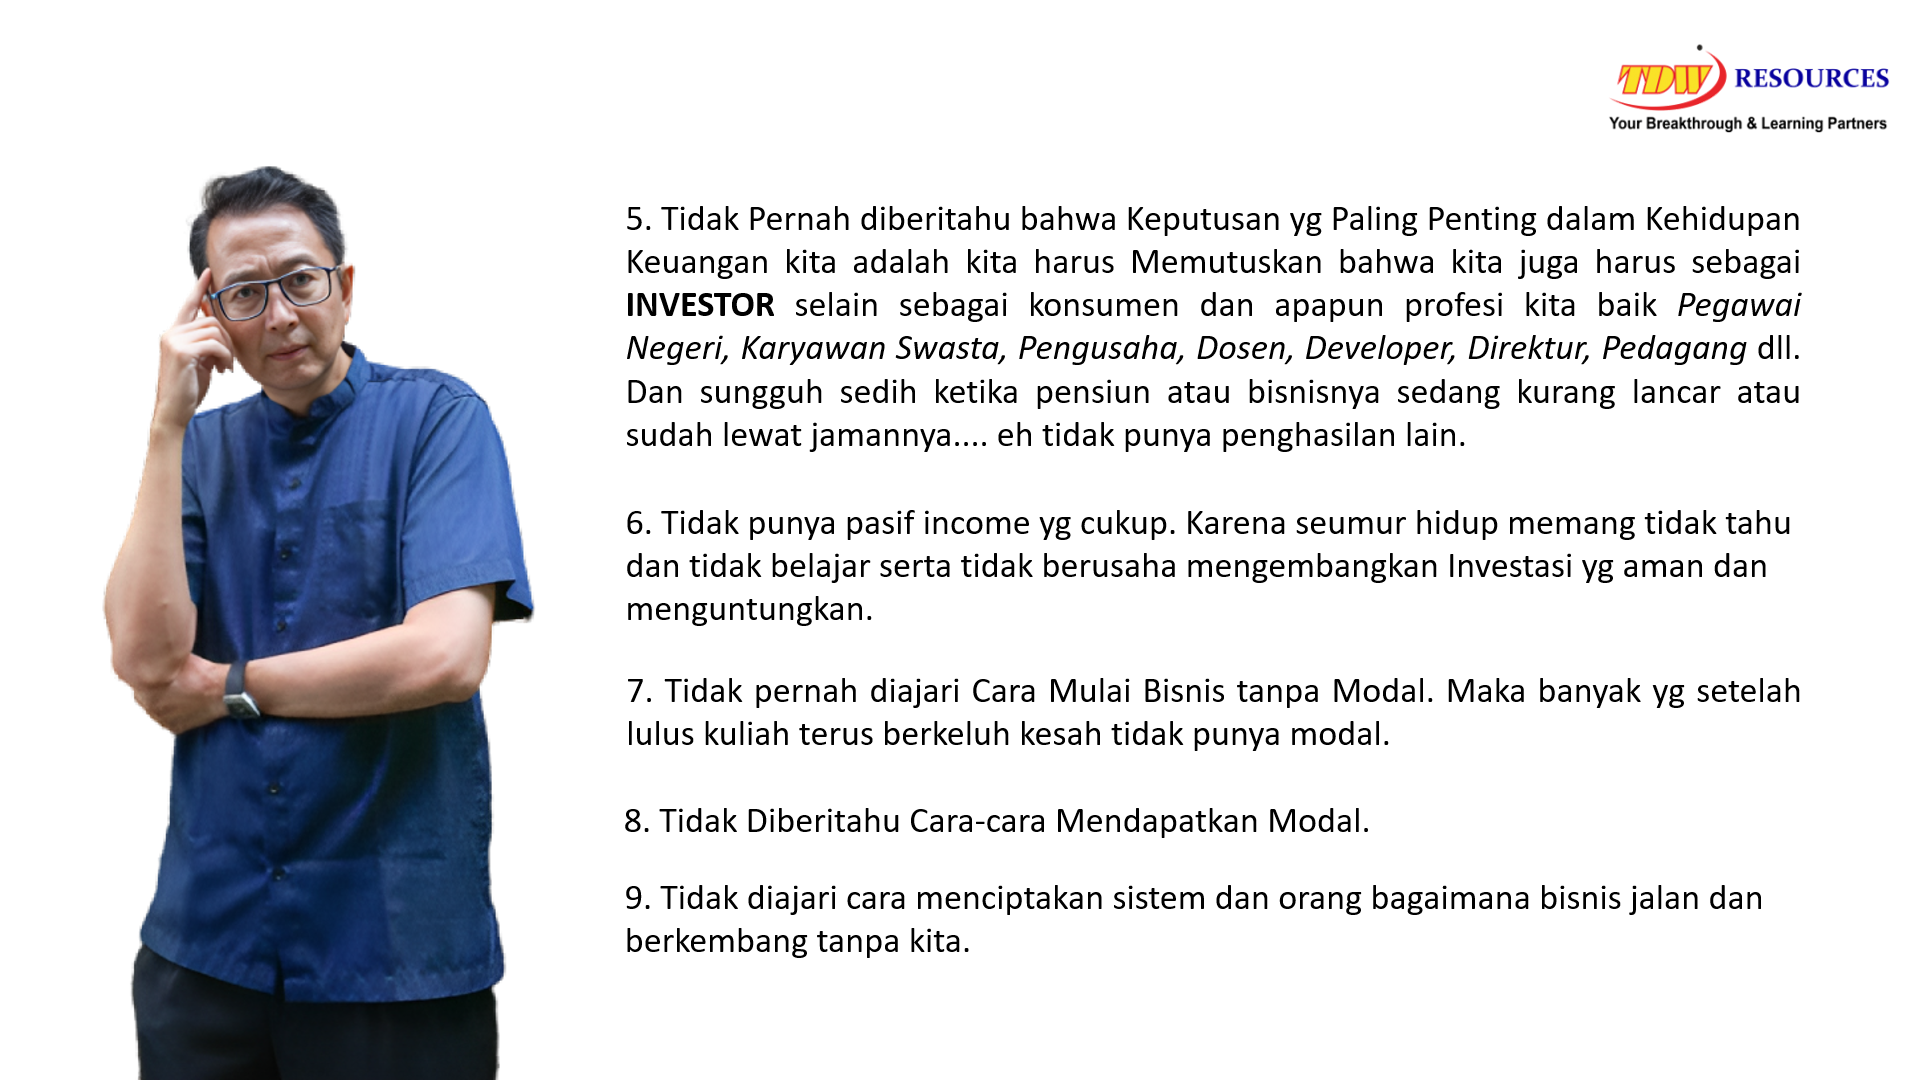 TDW RESOURCES
Your Breakthrough & Learning Partners
5. Tidak Pernah diberitahu bahwa Keputusan yg Paling Penting dalam Kehidupan
Keuangan kita adalah kita harus Memutuskan bahwa kita juga harus sebagai
INVESTOR selain sebagai konsumen dan apapun profesi kita baik Pegawai
Negeri, Karyawan Swasta, Pengusaha, Dosen, Developer, Direktur, Pedagang dll.
Dan sungguh sedih ketika pensiun atau bisnisnya sedang kurang lancar atau
sudah lewat jamannya.... eh tidak punya penghasilan lain.
6. Tidak punya pasif income yg cukup. Karena seumur hidup memang tidak tahu
dan tidak belajar serta tidak berusaha mengembangkan Investasi yg aman dan
menguntungkan.
7. Tidak pernah diajari Cara Mulai Bisnis tanpa Modal. Maka banyak yg setelah
lulus kuliah terus berkeluh kesah tidak punya modal.
8. Tidak Diberitahu Cara-cara Mendapatkan Modal.
9. Tidak diajari cara menciptakan sistem dan orang bagaimana bisnis jalan dan
berkembang tanpa kita.